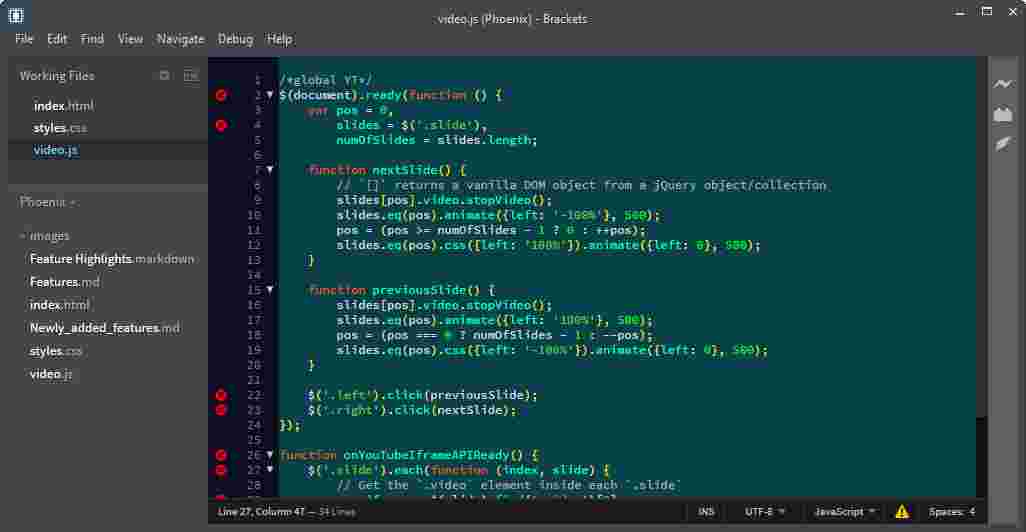 video.js (Phoenix) - Brackets
File Edit Find View Navigate Debug Help
Working Files
index.html
styles.css
video.js
Phoenix
images
Feature Highlights.markdown
Features.md
index.html
Newly_added_features.md
styles.css
video.js
1 /*global YT*/
2 $(document).ready(function () {
3 var pos = 0,
4 slides = $('.slide'),
5 numOfSlides = slides.length;
6
7 function nextSlide() {
8 // `[]` returns a vanilla DOM object from a jQuery object/collection
9 slides[pos].video.stopVideo();
10 slides.eq(pos).animate({left: '-100%'}, 500);
11 pos = (pos >= numOfSlides - 1 ? 0 : ++pos);
12 slides.eq(pos).css({left: '100%'}).animate({left: 0}, 500);
13 }
14
15 function previousSlide() {
16 slides[pos].video.stopVideo();
17 slides.eq(pos).animate({left: '100%'}, 500);
18 pos = (pos === 0 ? numOfSlides - 1 : --pos);
19 slides.eq(pos).css({left: '-100%'}).animate({left: 0}, 500);
20 }
21
22 $('.left').click(previousSlide);
23 $('.right').click(nextSlide);
24 });
25
26 function onYouTubeIframeAPIReady() {
27 $('.slide').each(function (index, slide) {
28 // Get the `.video` element inside each `.slide`
Line 27, Column 47 — 34 Lines
INS UTF-8 JavaScript Spaces: 4